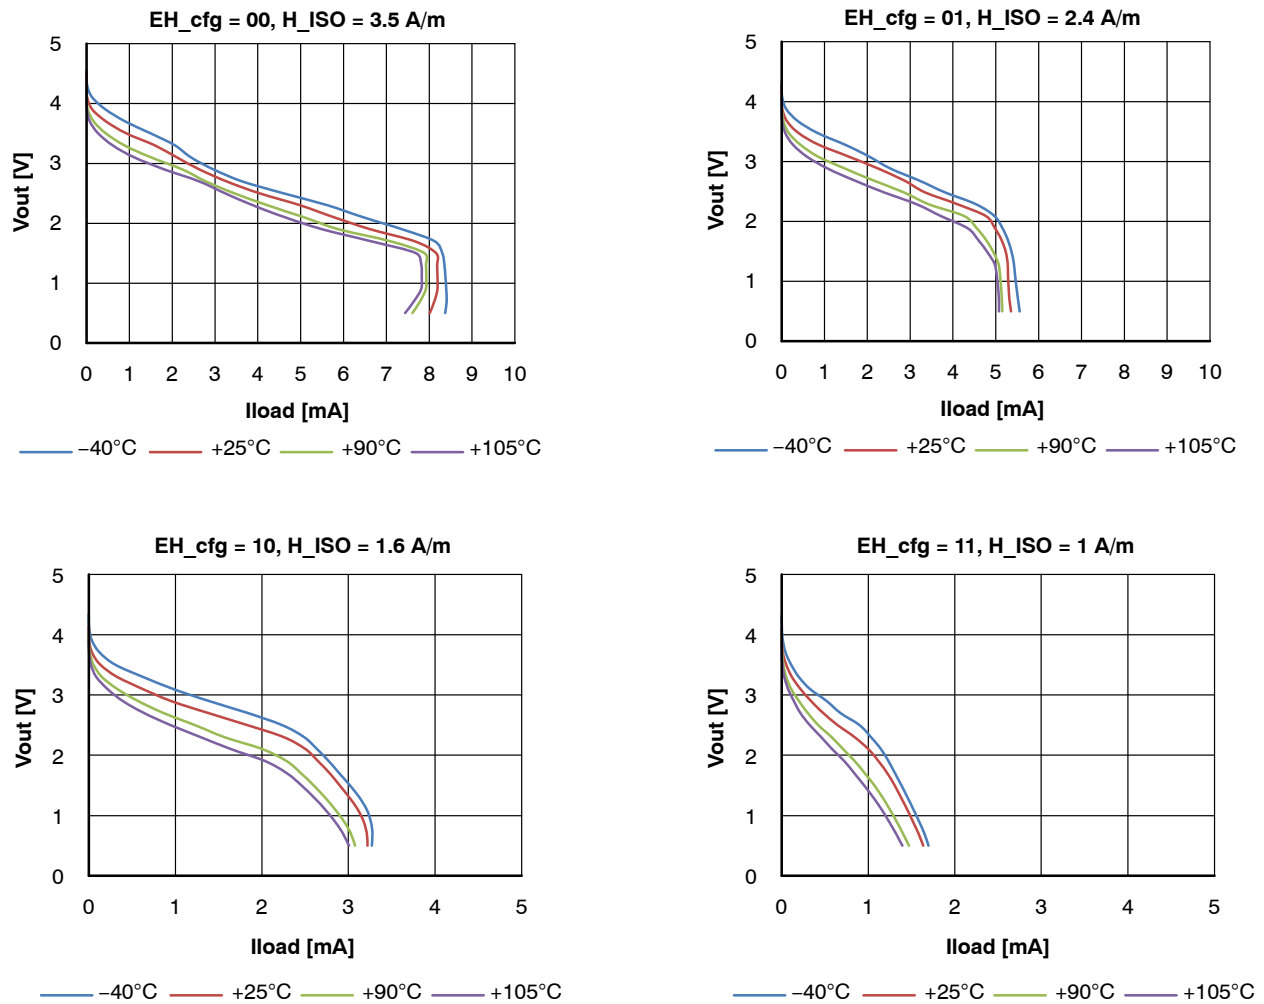 EH_cfg = 00, H_ISO = 3.5 A/m
5
4
3
2
1
0
Vout [V]
0 1 2 3 4 5 6 7 8 9 10
Iload [mA]
−40°C +25°C +90°C +105°C
EH_cfg = 01, H_ISO = 2.4 A/m
5
4
3
2
1
0
Vout [V]
0 1 2 3 4 5 6 7 8 9 10
Iload [mA]
−40°C +25°C +90°C +105°C
EH_cfg = 10, H_ISO = 1.6 A/m
5
4
3
2
1
0
Vout [V]
0 1 2 3 4 5
Iload [mA]
−40°C +25°C +90°C +105°C
EH_cfg = 11, H_ISO = 1 A/m
5
4
3
2
1
0
Vout [V]
0 1 2 3 4 5
Iload [mA]
−40°C +25°C +90°C +105°C